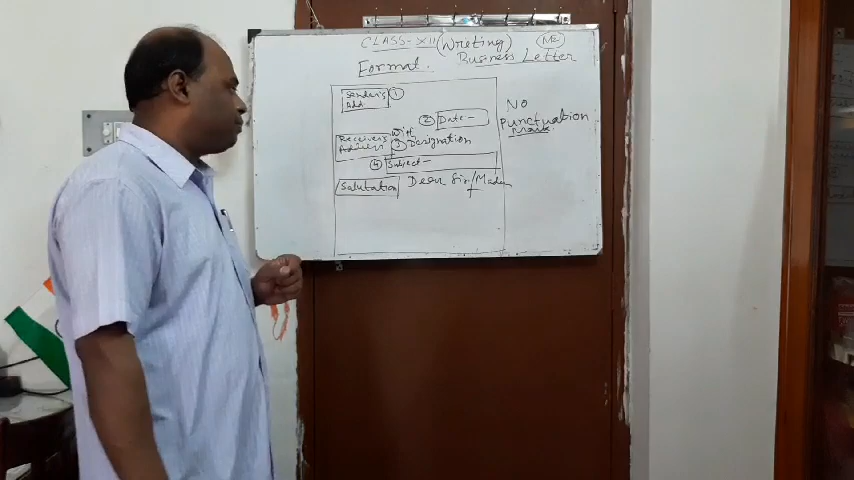 CLASS-XII (Writing)
Format. Business Letter
Sender's 1
Add.
2 Date-
Receiver's With
Address 3 Designation
4 Subject-
Salutation Dear Sir/Madam
No
Punctuation
Mark.